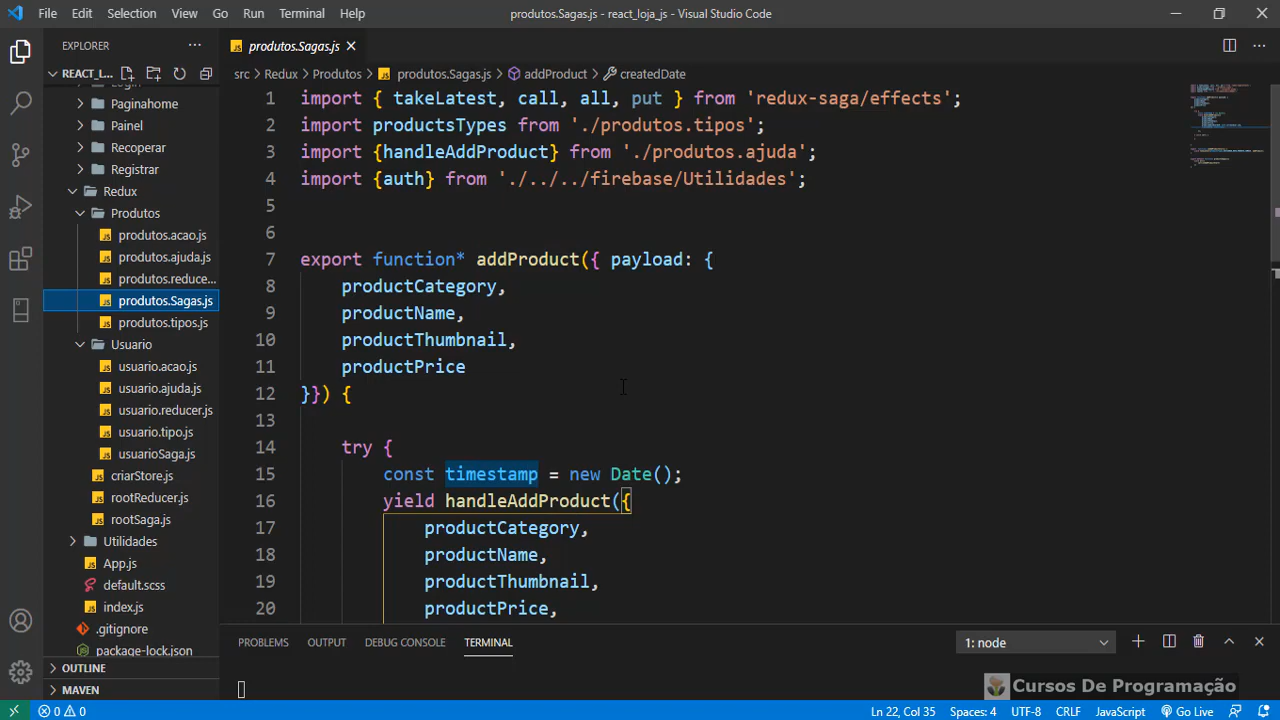 File Edit Selection View Go Run Terminal Help produtos.Sagas.js - react_loja_js - Visual Studio Code
EXPLORER ···
produtos.Sagas.js
REACT_L...
src > Redux > Produtos > produtos.Sagas.js > addProduct > createdDate
Paginahome
Painel
Recoperar
Registrar
Redux
Produtos
produtos.acao.js
produtos.ajuda.js
produtos.reduce...
produtos.Sagas.js
produtos.tipos.js
Usuario
usuario.acao.js
usuario.ajuda.js
usuario.reducer.js
usuario.tipo.js
usuarioSaga.js
criarStore.js
rootReducer.js
rootSaga.js
Utilidades
App.js
default.scss
index.js
.gitignore
package-lock.json
OUTLINE
MAVEN
1 import { takeLatest, call, all, put } from 'redux-saga/effects';
2 import productsTypes from './produtos.tipos';
3 import {handleAddProduct} from './produtos.ajuda';
4 import {auth} from './../../firebase/Utilidades';
5
6
7 export function* addProduct({ payload: {
8 productCategory,
9 productName,
10 productThumbnail,
11 productPrice
12 }}) {
13
14 try {
15 const timestamp = new Date();
16 yield handleAddProduct({
17 productCategory,
18 productName,
19 productThumbnail,
20 productPrice,
PROBLEMS OUTPUT DEBUG CONSOLE TERMINAL 1: node
Cursos De Programação
0 0 Ln 22, Col 35 Spaces: 4 UTF-8 CRLF JavaScript Go Live